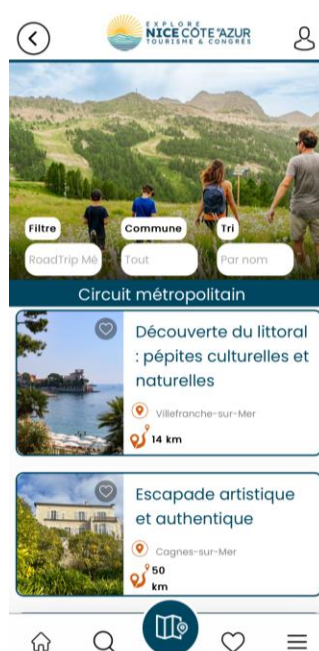 EXPLORE
NICE CÔTE D'AZUR
TOURISME & CONGRÈS
Filtre
Commune
Tri
RoadTrip Mé
Tout
Par nom
Circuit métropolitain
Découverte du littoral
: pépites culturelles et
naturelles
Villefranche-sur-Mer
14 km
Escapade artistique
et authentique
Cagnes-sur-Mer
50
km